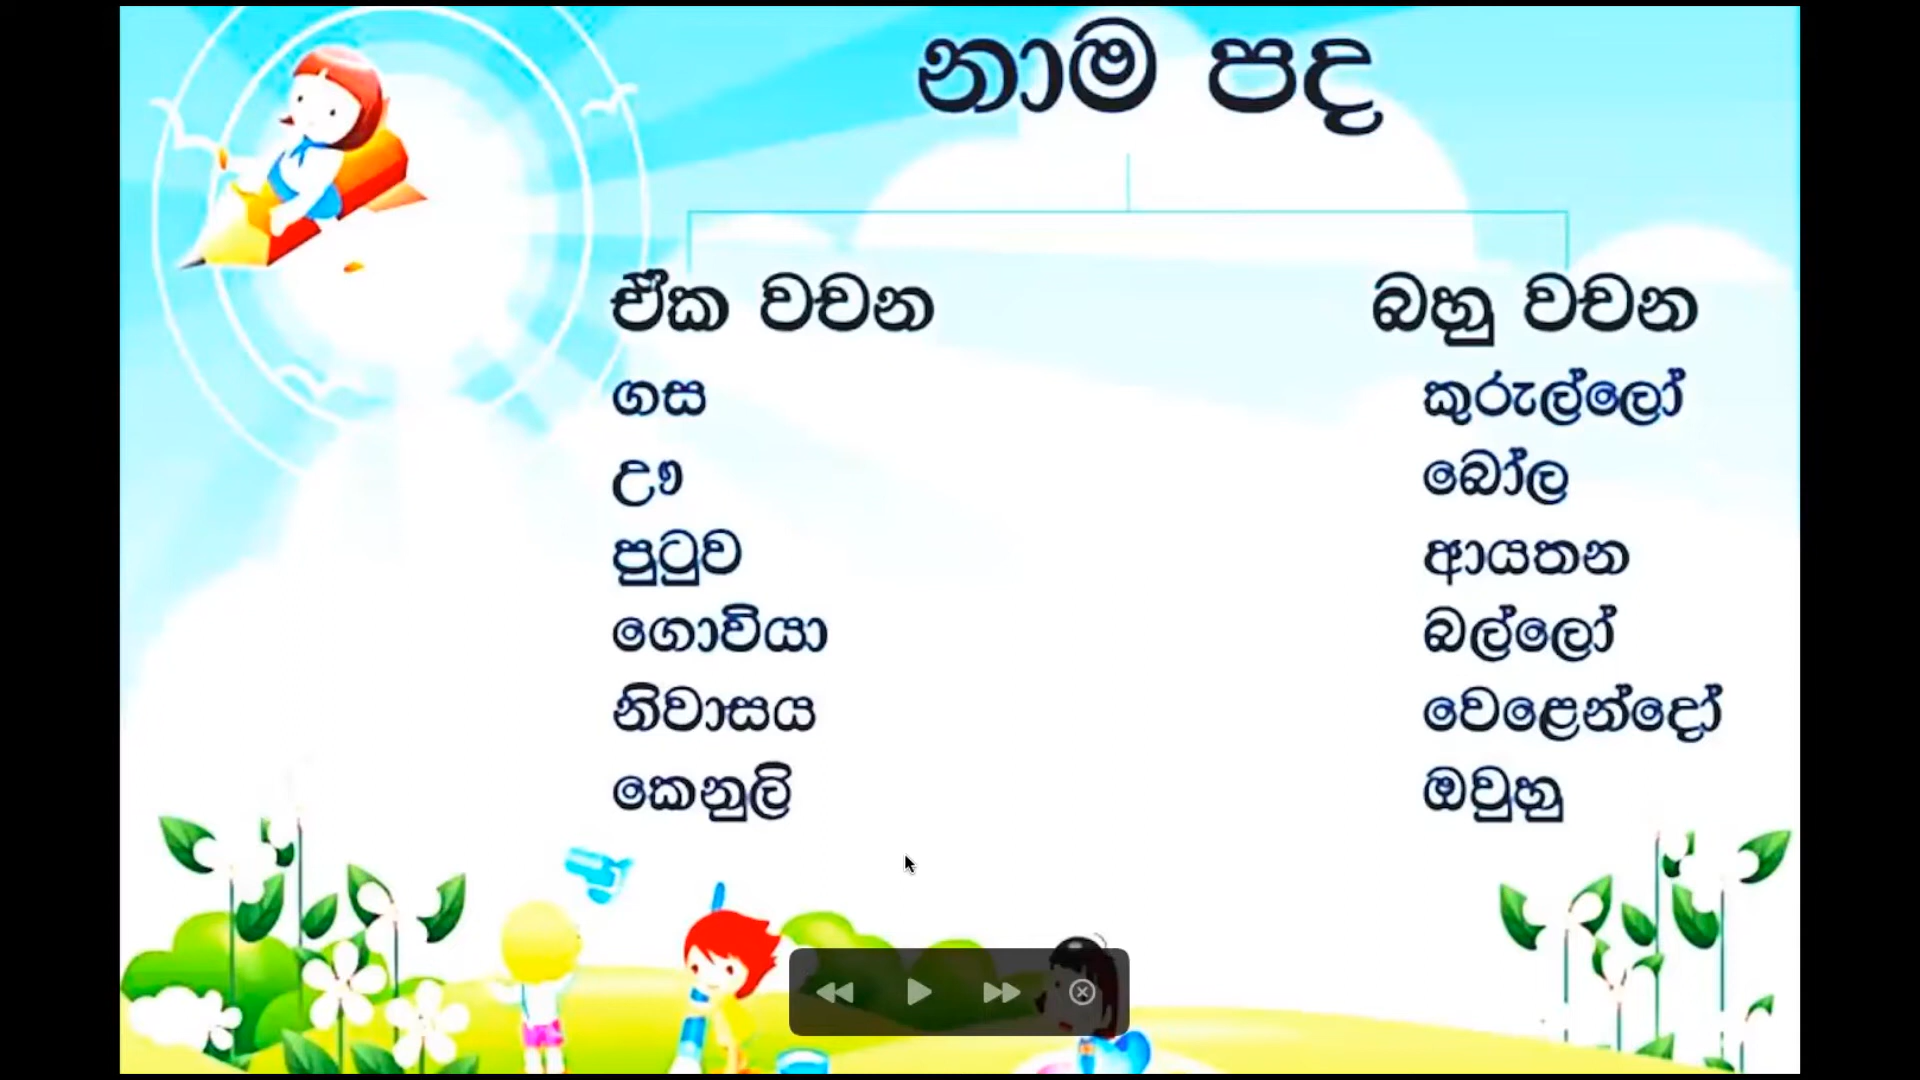 නාම පද
ඒක වචන
බහු වචන
ගස
කුරුල්ලෝ
ඌ
බෝල
පුටුව
ආයතන
ගොවියා
බල්ලෝ
නිවාසය
වෙළෙන්දෝ
කෙනුලි
ඔවුහු